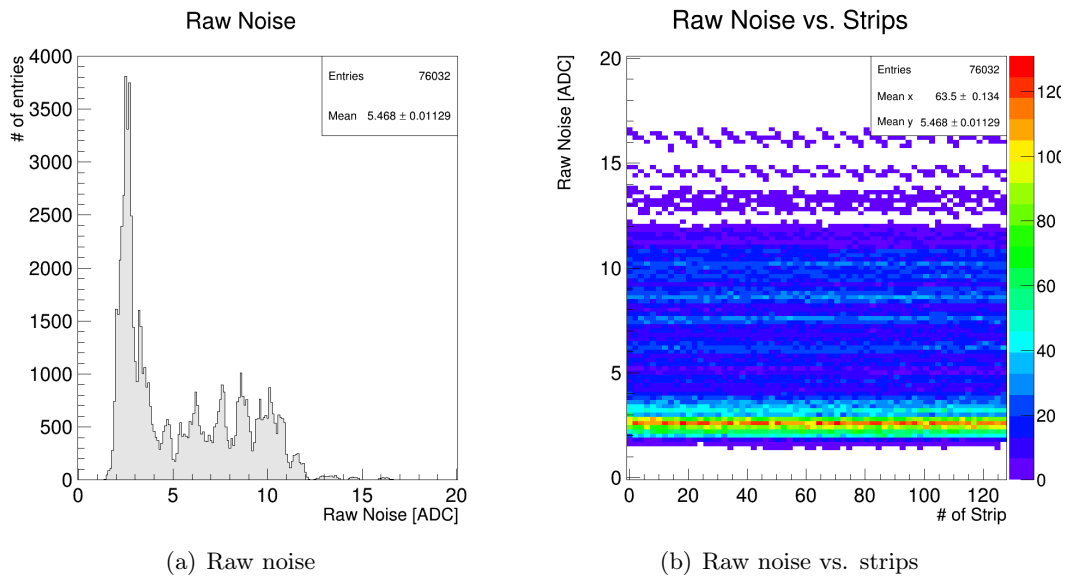 Raw Noise
# of entries
4000
3500
3000
2500
2000
1500
1000
500
0
Entries 76032
Mean 5.468 ± 0.01129
0 5 10 15 20
Raw Noise [ADC]
(a) Raw noise
Raw Noise vs. Strips
Raw Noise [ADC]
20
15
10
5
0
Entries 76032
Mean x 63.5 ± 0.134
Mean y 5.468 ± 0.01129
0 20 40 60 80 100 120
# of Strip
120
100
80
60
40
20
0
(b) Raw noise vs. strips